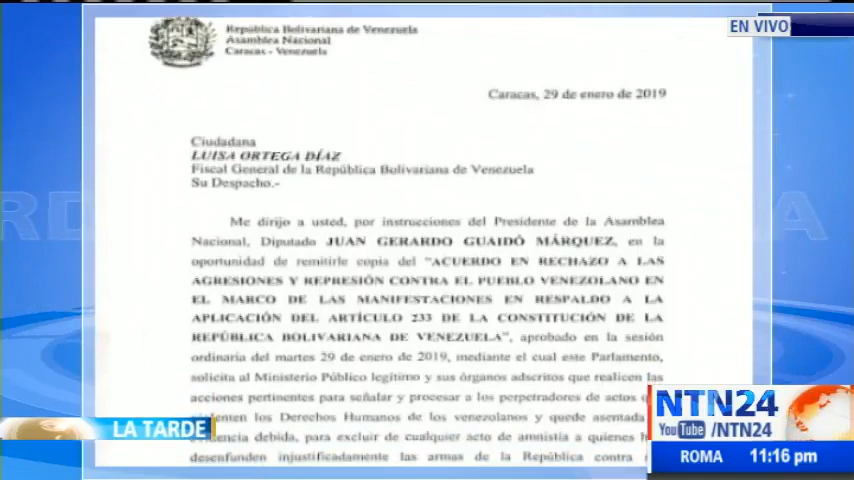 República Bolivariana de Venezuela
Asamblea Nacional
Caracas - Venezuela
EN VIVO
Caracas, 29 de enero de 2019
Ciudadana
LUISA ORTEGA DÍAZ
Fiscal General de la República Bolivariana de Venezuela
Su Despacho.-
Me dirijo a usted, por instrucciones del Presidente de la Asamblea
Nacional, Diputado JUAN GERARDO GUAIDÓ MÁRQUEZ, en la
oportunidad de remitirle copia del "ACUERDO EN RECHAZO A LAS
AGRESIONES Y REPRESIÓN CONTRA EL PUEBLO VENEZOLANO EN
EL MARCO DE LAS MANIFESTACIONES EN RESPALDO A LA
APLICACIÓN DEL ARTÍCULO 233 DE LA CONSTITUCIÓN DE LA
REPÚBLICA BOLIVARIANA DE VENEZUELA", aprobado en la sesión
ordinaria del martes 29 de enero de 2019, mediante el cual este Parlamento,
solicita al Ministerio Público legítimo y sus órganos adscritos que realicen las
acciones pertinentes para señalar y procesar a los perpetradores de actos
los Derechos Humanos de los venezolanos y quede asentada
debida, para excluir de cualquier acto de amnistía a quienes
desenfunden injustificadamente las armas de la República contra
LA TARDE
NTN24
YouTube /NTN24
ROMA 11:16 pm